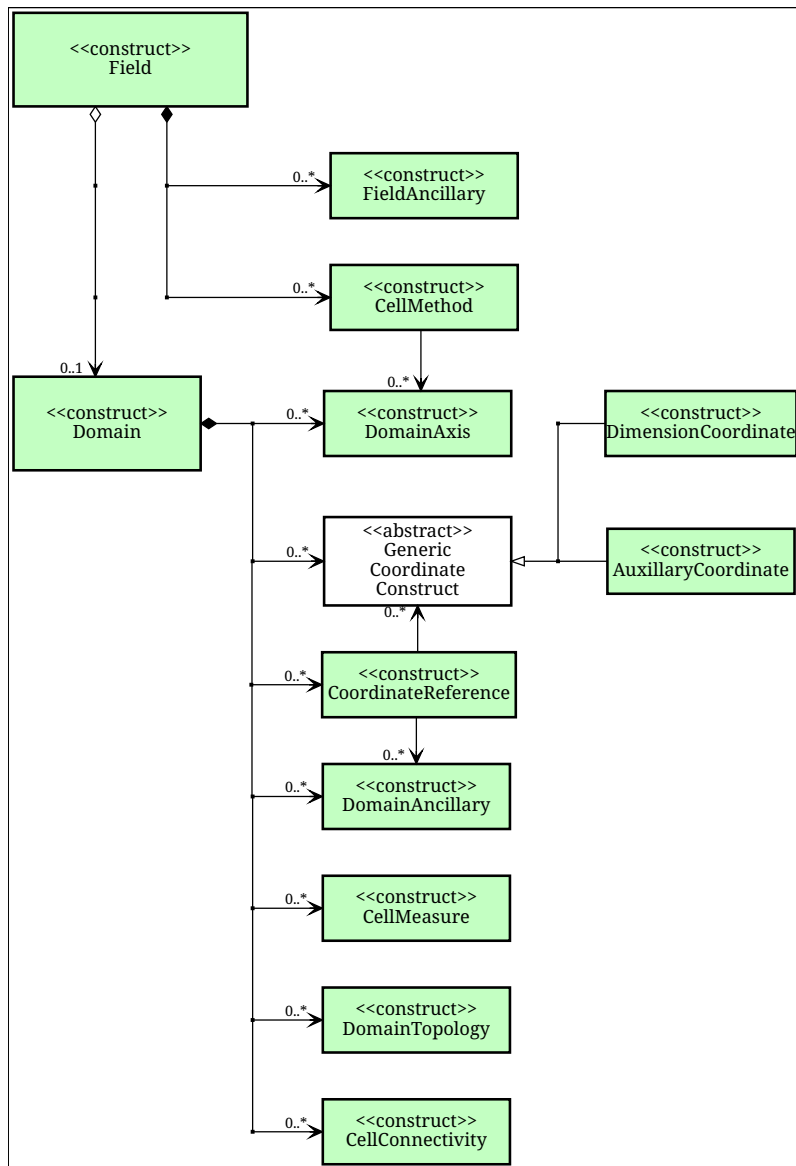 <<construct>>
Field
0..*
<<construct>>
FieldAncillary
0..*
<<construct>>
CellMethod
0..1
0..*
<<construct>>
Domain
0..*
<<construct>>
DomainAxis
<<construct>>
DimensionCoordinate
0..*
<<abstract>>
Generic
Coordinate
Construct
<<construct>>
AuxillaryCoordinate
0..*
0..*
<<construct>>
CoordinateReference
0..*
0..*
<<construct>>
DomainAncillary
0..*
<<construct>>
CellMeasure
0..*
<<construct>>
DomainTopology
0..*
<<construct>>
CellConnectivity